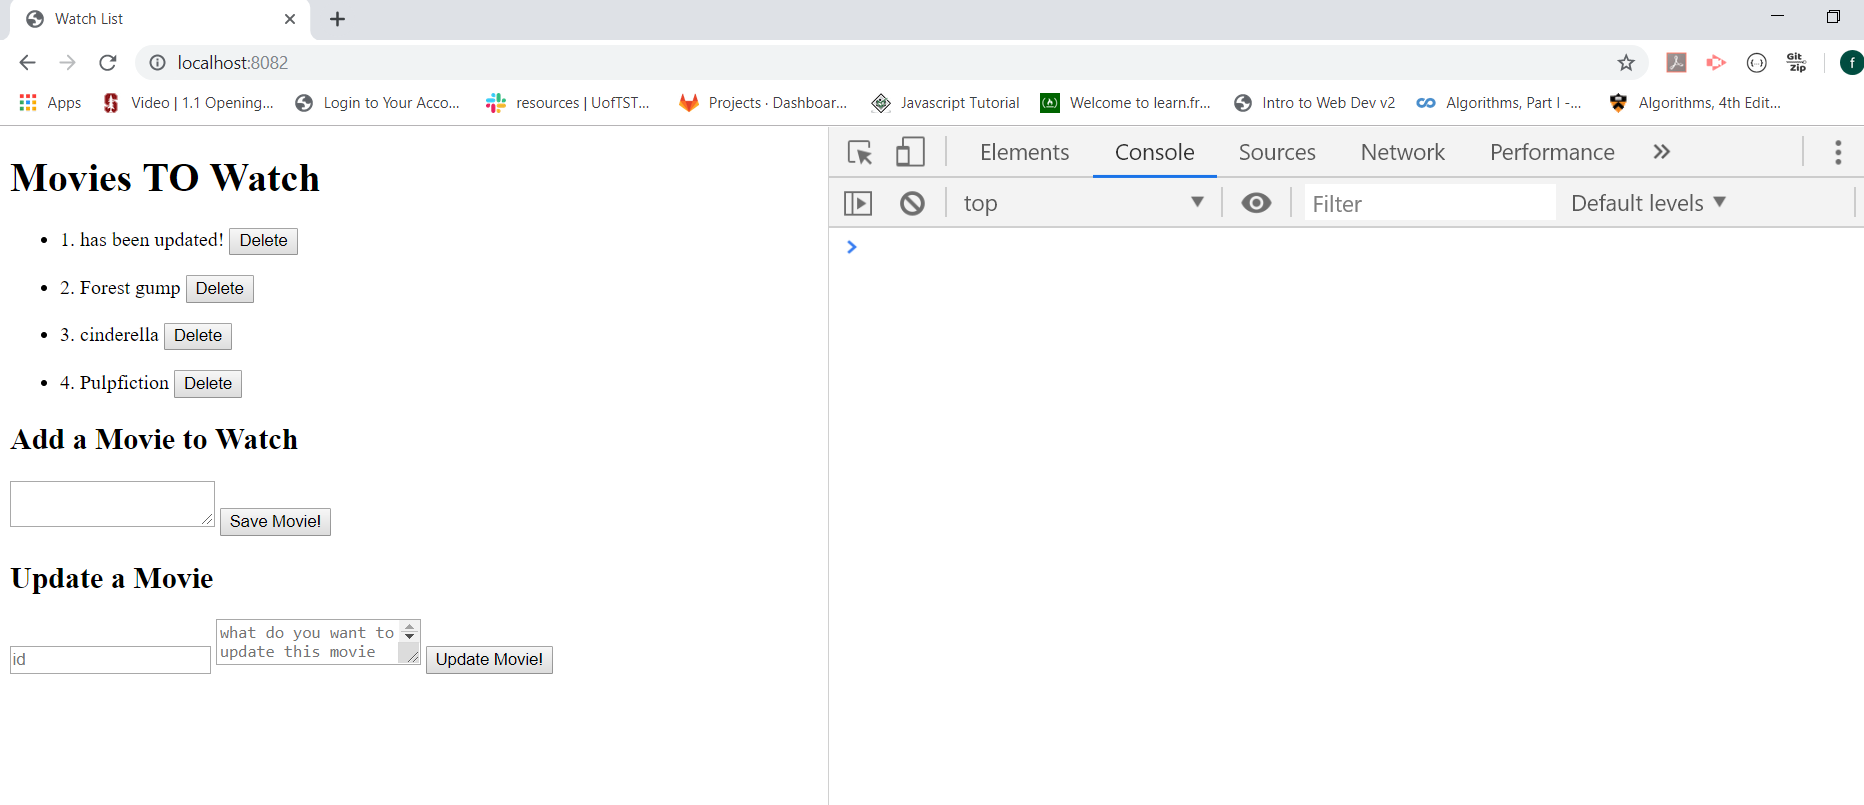 Watch List
localhost:8082
Apps Video | 1.1 Opening... Login to Your Acco... resources | UofTST... Projects · Dashboar... Javascript Tutorial Welcome to learn.fr... Intro to Web Dev v2 Algorithms, Part I -... Algorithms, 4th Edit...
Git
Zip
f
Movies TO Watch
1. has been updated! Delete
2. Forest gump Delete
3. cinderella Delete
4. Pulpfiction Delete
Add a Movie to Watch
Save Movie!
Update a Movie
id
what do you want to
update this movie
Update Movie!
Elements Console Sources Network Performance
top Filter Default levels